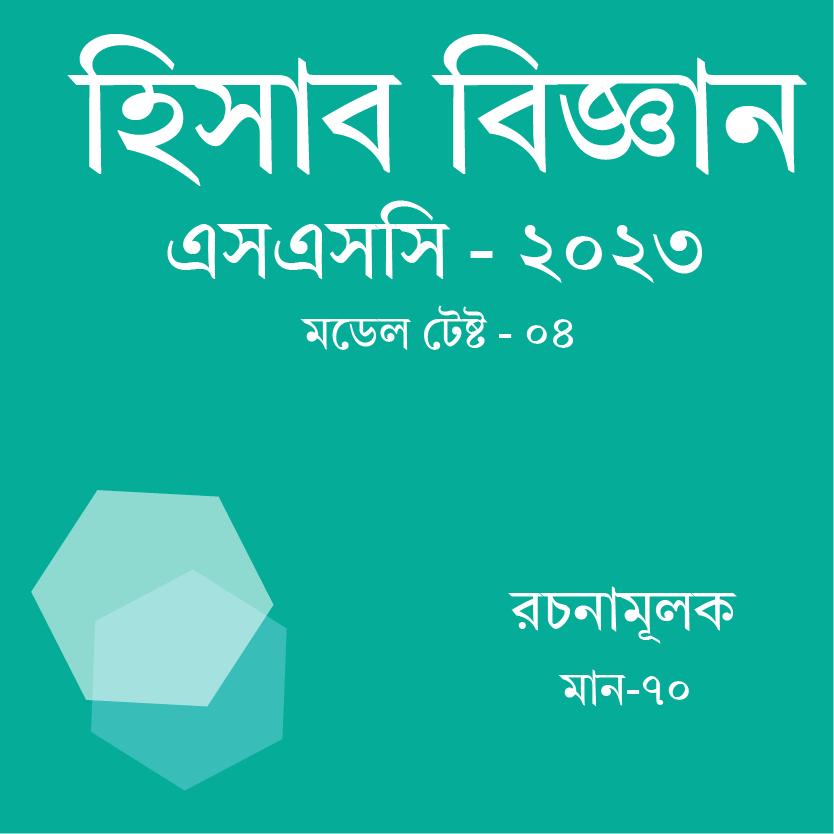 হিসাব বিজ্ঞান
এসএসসি - ২০২৩
মডেল টেষ্ট - ০৪
রচনামূলক
মান-৭০